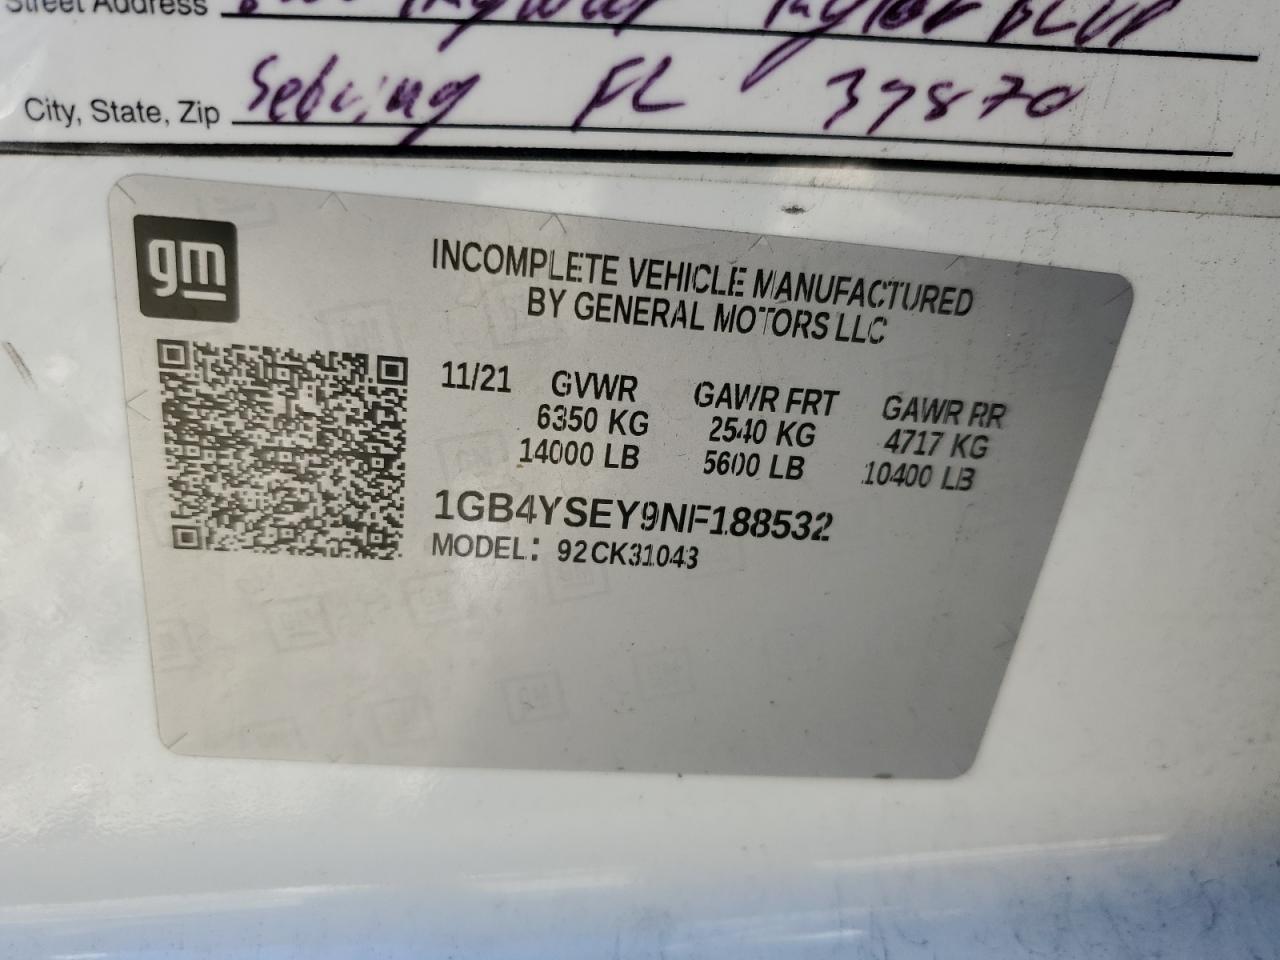 Street Address
City, State, Zip Sebring FL 37870
gm
INCOMPLETE VEHICLE MANUFACTURED
BY GENERAL MOTORS LLC
11/21 GVWR GAWR FRT GAWR RR
6350 KG 2540 KG 4717 KG
14000 LB 5600 LB 10400 LB
1GB4YSEY9NF188532
MODEL: 92CK31043